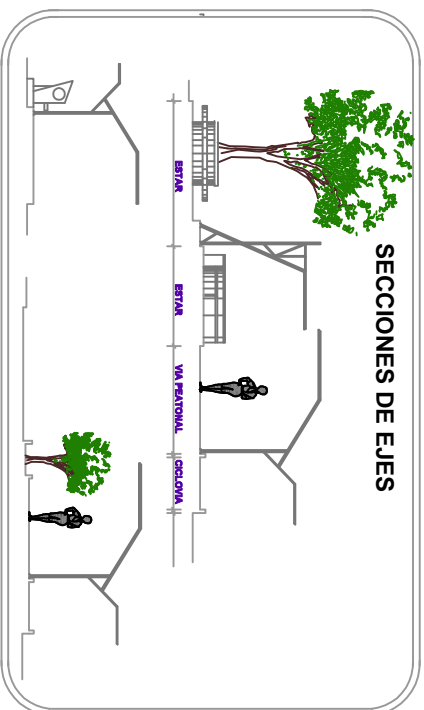 SECCIONES DE EJES
ESTAR
ESTAR
VIA PEATONAL
CICLOVIA